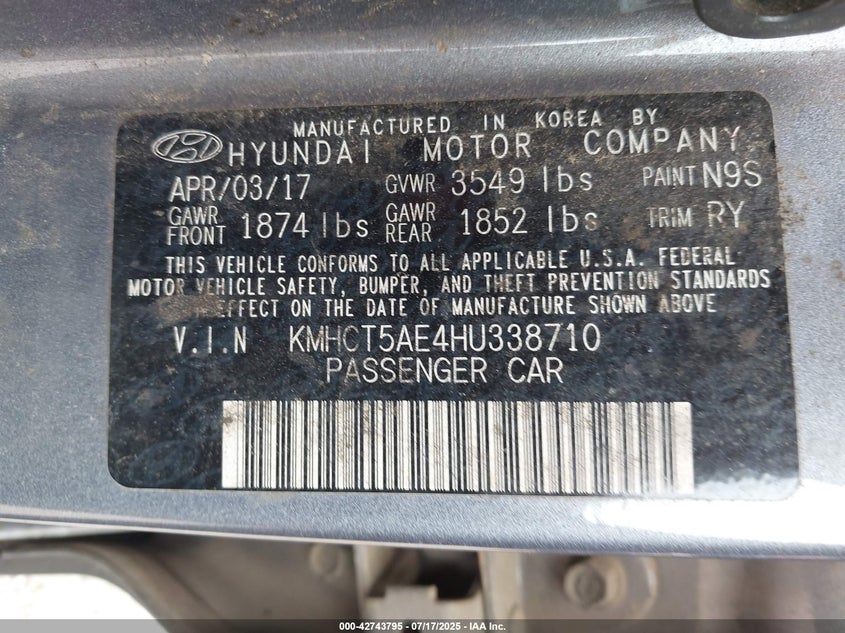 MANUFACTURED IN KOREA BY
HYUNDAI MOTOR COMPANY
APR/03/17 GVWR 3549 lbs PAINT N9S
GAWR FRONT 1874 lbs GAWR REAR 1852 lbs TRIM RY
THIS VEHICLE CONFORMS TO ALL APPLICABLE U.S.A. FEDERAL
MOTOR VEHICLE SAFETY, BUMPER, AND THEFT PREVENTION STANDARDS
EFFECT ON THE DATE OF MANUFACTURE SHOWN ABOVE
V.I.N KMHCT5AE4HU338710
PASSENGER CAR
000-42743795 - 07/17/2025 - IAA Inc.